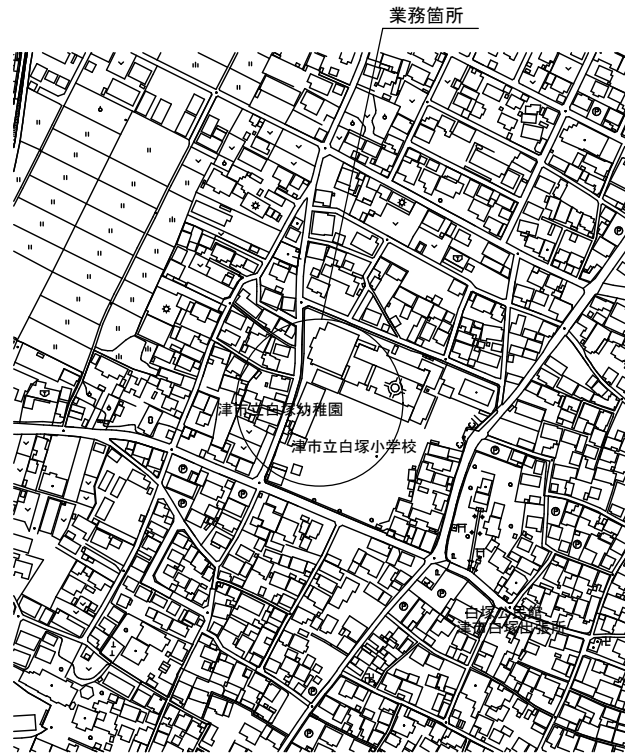 業務箇所
津市立白塚幼稚園
津市立白塚小学校
白塚公民館
津市白塚出張所